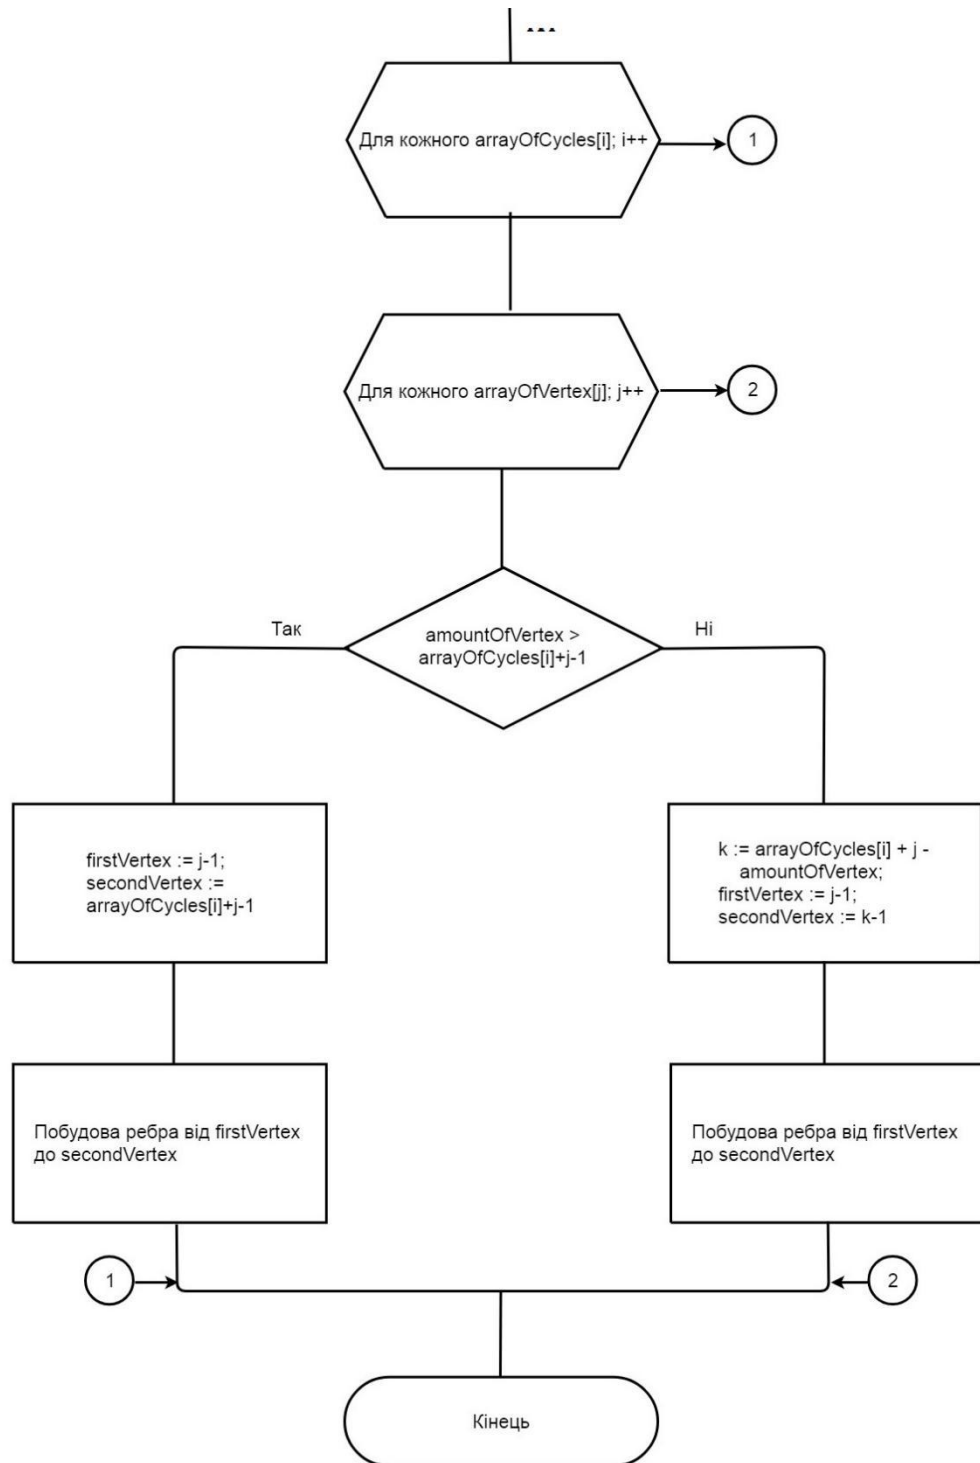 ...
Для кожного arrayOfCycles[i]; i++
1
Для кожного arrayOfVertex[j]; j++
2
amountOfVertex >
arrayOfCycles[i]+j-1
Так
Ні
firstVertex := j-1;
secondVertex :=
arrayOfCycles[i]+j-1
k := arrayOfCycles[i] + j -
amountOfVertex;
firstVertex := j-1;
secondVertex := k-1
Побудова ребра від firstVertex
до secondVertex
Побудова ребра від firstVertex
до secondVertex
1
2
Кінець